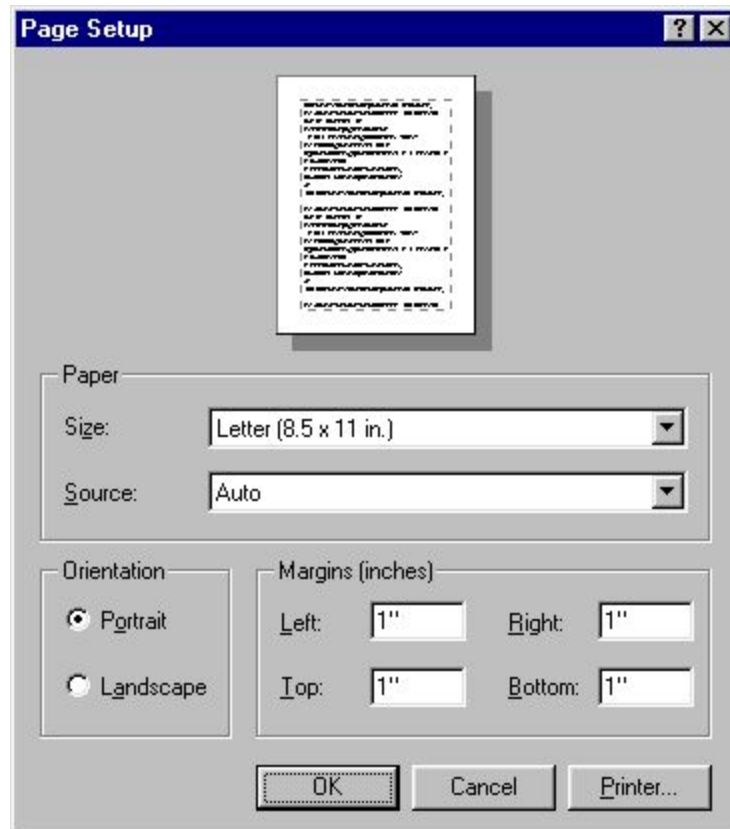 Page Setup
Paper
Size: Letter (8.5 x 11 in.)
Source: Auto
Orientation
Portrait
Landscape
Margins (inches)
Left: 1" Right: 1"
Top: 1" Bottom: 1"
OK Cancel Printer...